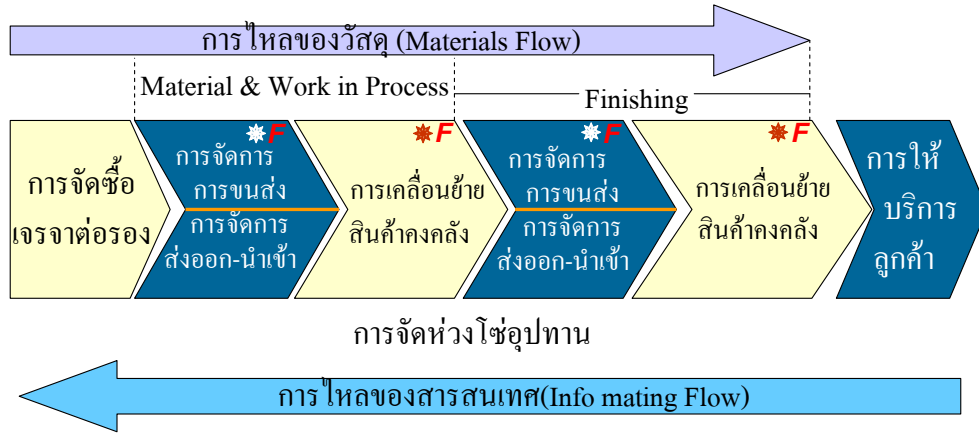 การไหลของวัสดุ (Materials Flow)
Material & Work in Process
Finishing
การจัดซื้อ
เจรจาต่อรอง
F
การจัดการ
การขนส่ง
การจัดการ
ส่งออก-นำเข้า
F
การเคลื่อนย้าย
สินค้าคงคลัง
F
การจัดการ
การขนส่ง
การจัดการ
ส่งออก-นำเข้า
F
การเคลื่อนย้าย
สินค้าคงคลัง
การให้
บริการ
ลูกค้า
การจัดห่วงโซ่อุปทาน
การไหลของสารสนเทศ(Info mating Flow)